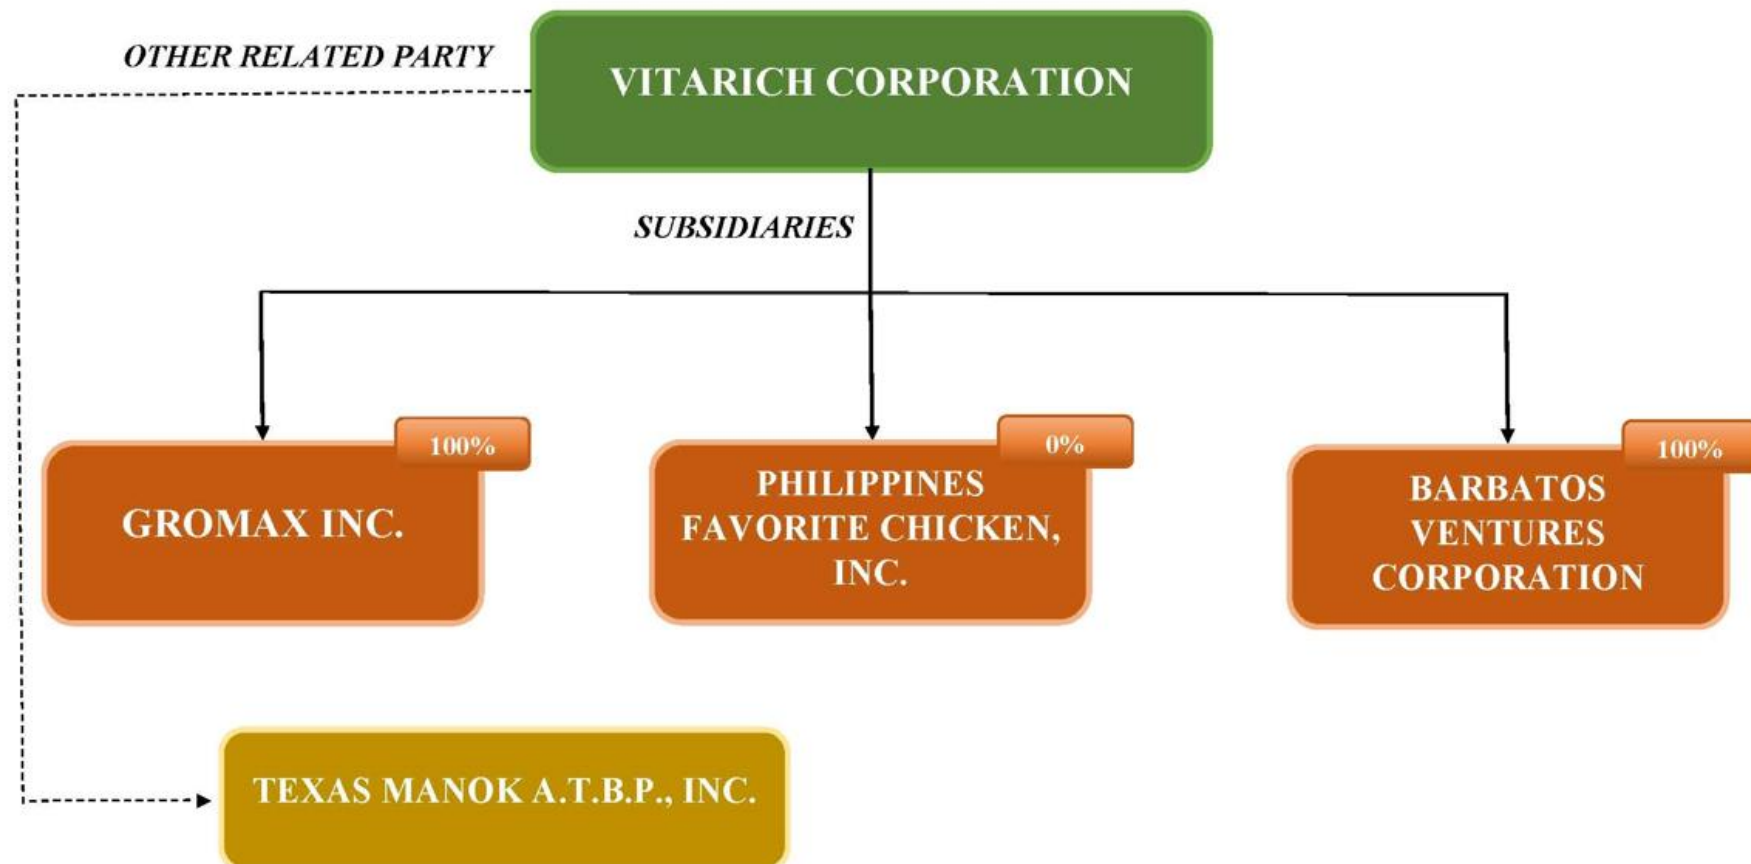 OTHER RELATED PARTY
VITARICH CORPORATION
SUBSIDIARIES
100%
GROMAX INC.
0%
PHILIPPINES
FAVORITE CHICKEN,
INC.
100%
BARBATOS
VENTURES
CORPORATION
TEXAS MANOK A.T.B.P., INC.